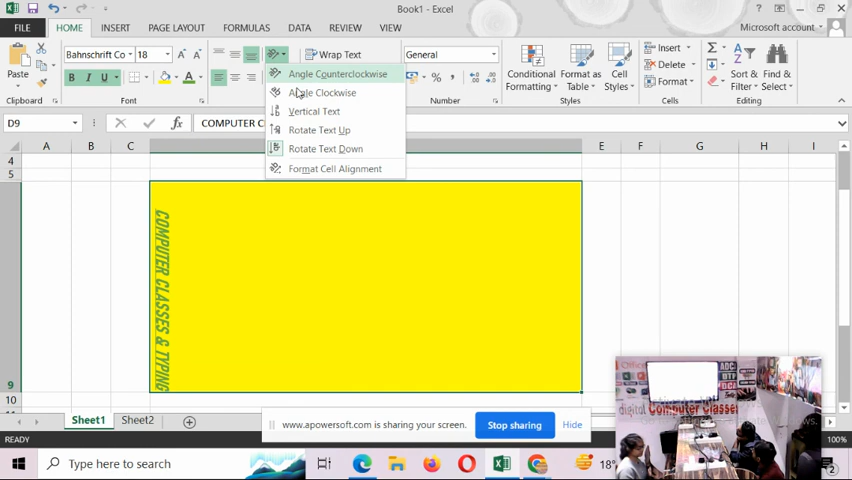 Book1 - Excel
FILE HOME INSERT PAGE LAYOUT FORMULAS DATA REVIEW VIEW Microsoft account
Bahnschrift Co 18 A A Wrap Text General
Paste B I U A Conditional Formatting Format as Table Cell Styles Insert Delete Format Sort & Filter Find & Select
Clipboard Font Number Cells Editing
Angle Counterclockwise
Angle Clockwise
Vertical Text
Rotate Text Up
Rotate Text Down
Format Cell Alignment
D9 fx COMPUTER C
A B C E F G H I
4
5
COMPUTER CLASSES & TYPING
9
10
Sheet1 Sheet2
www.apowersoft.com is sharing your screen. Stop sharing Hide
READY 100%
Type here to search 18° 2
digital Computer Classes